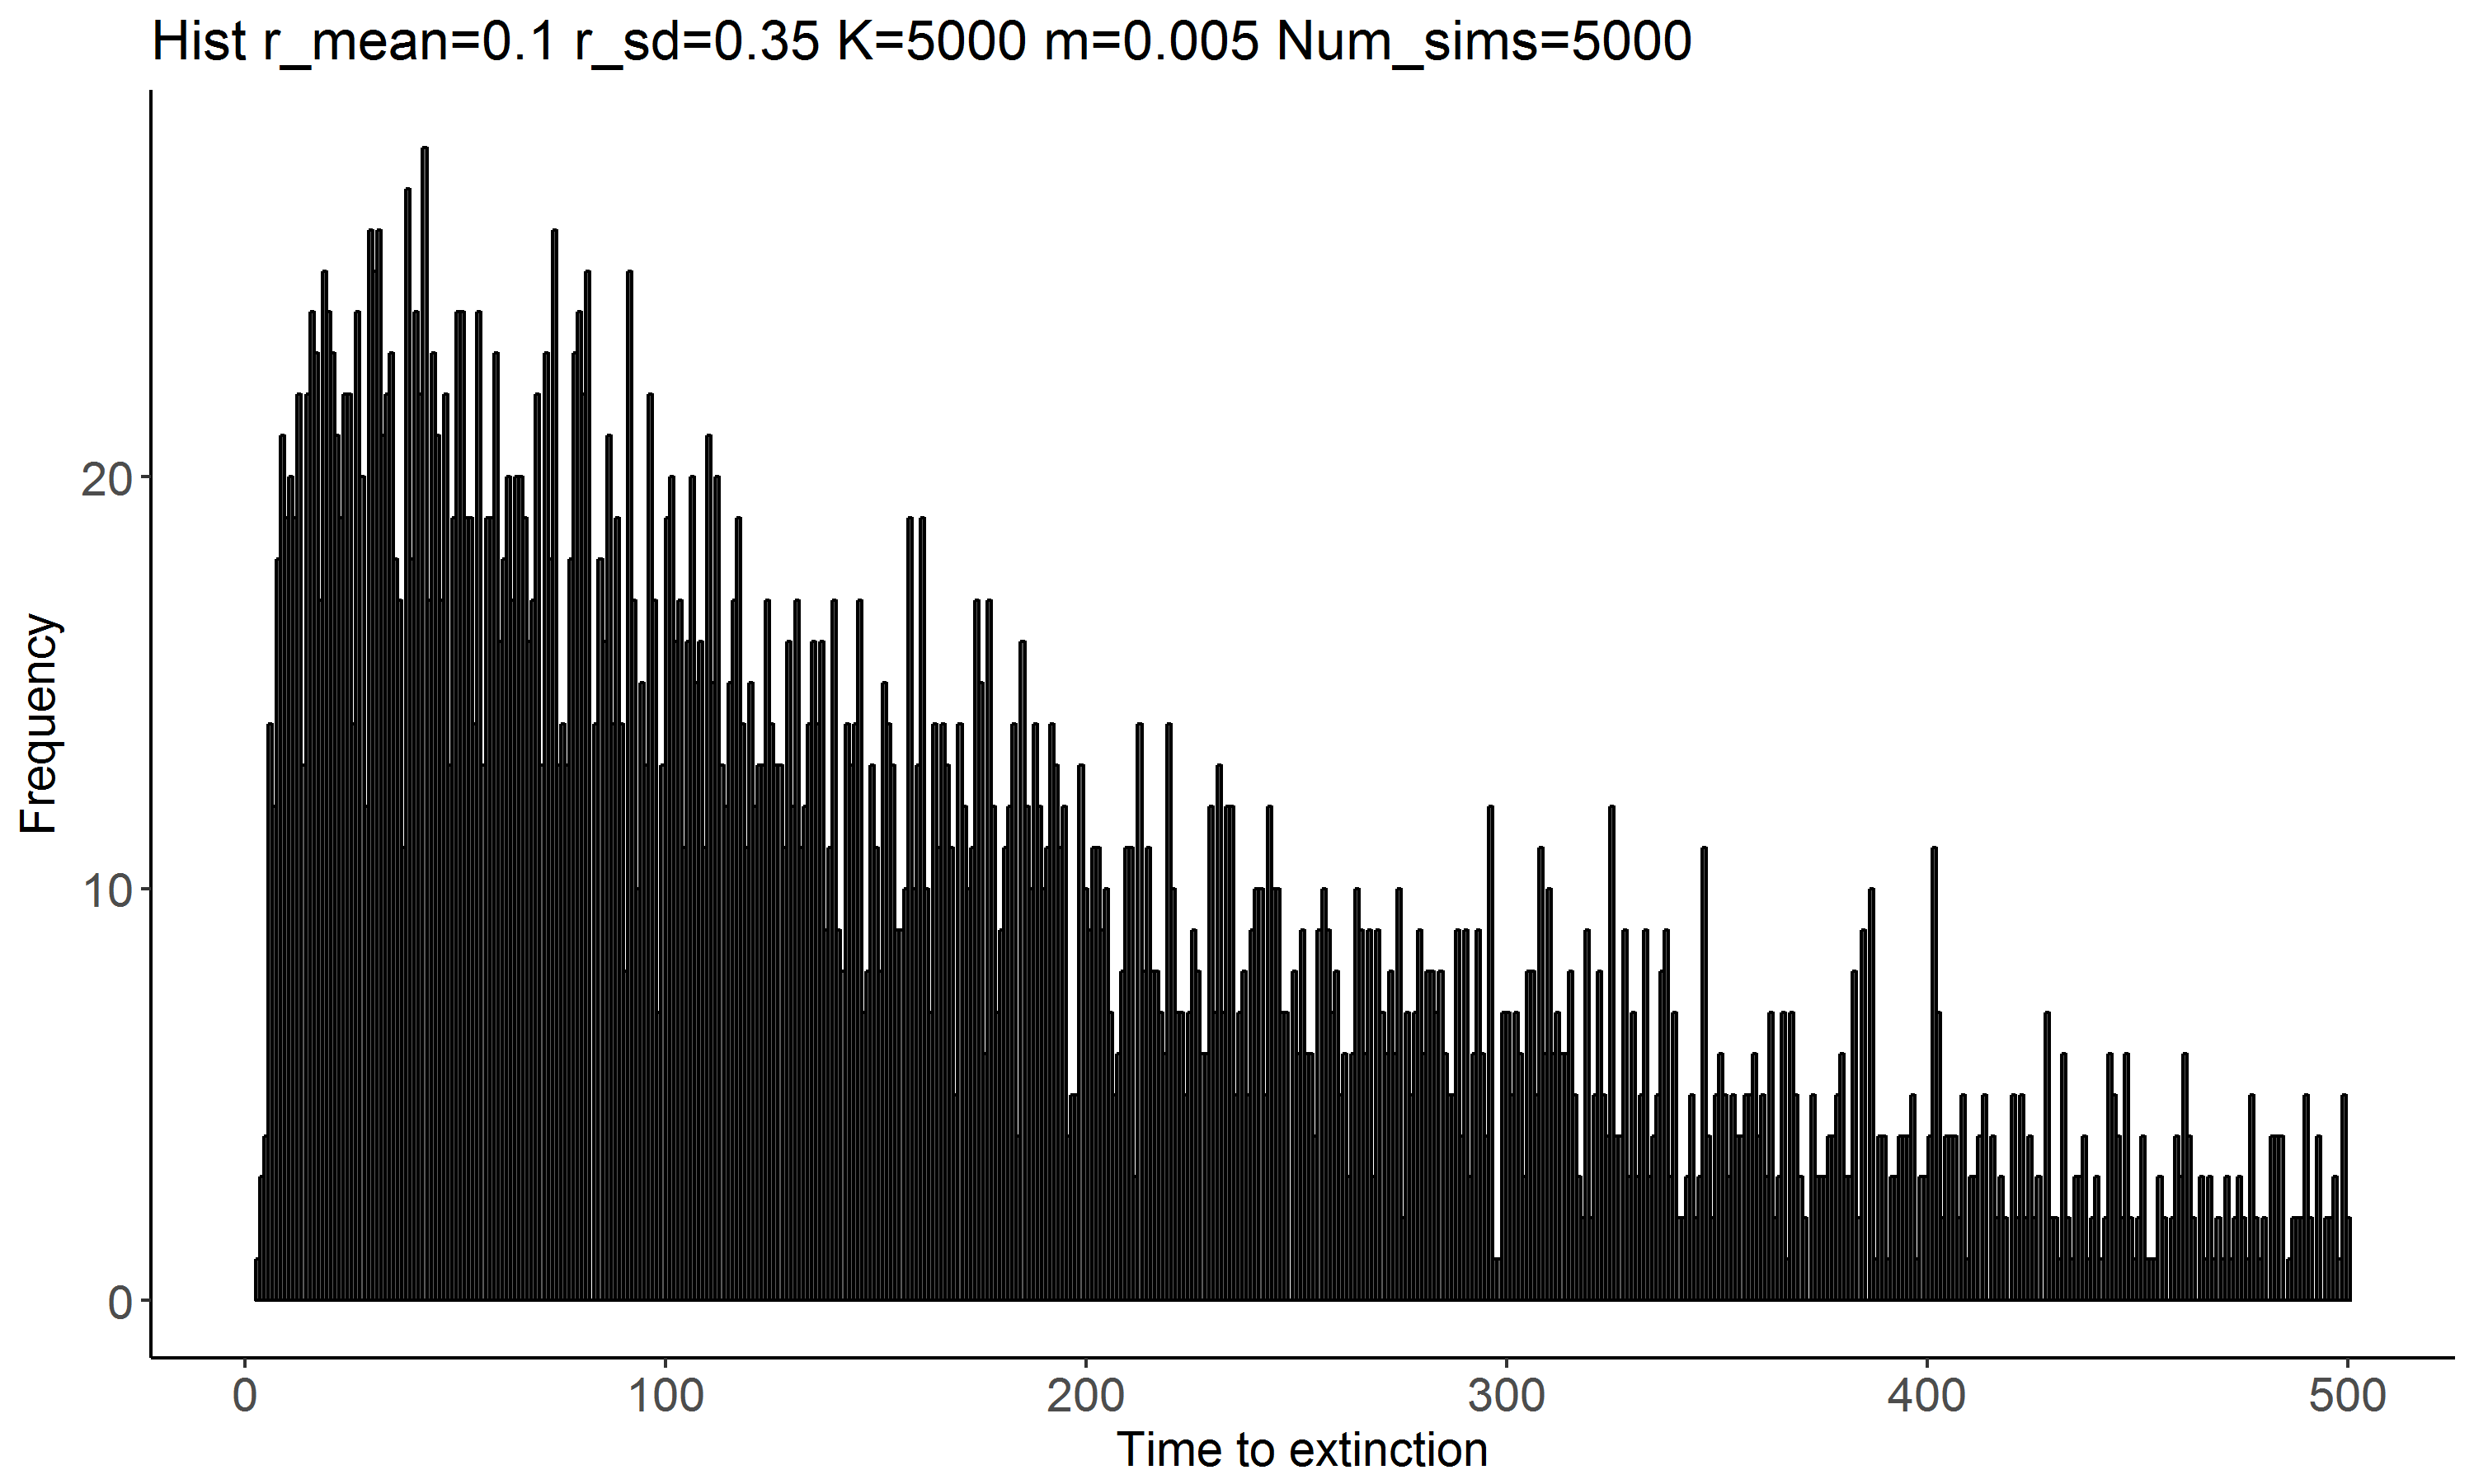 Hist r_mean=0.1 r_sd=0.35 K=5000 m=0.005 Num_sims=5000
Frequency
20
10
0
0 100 200 300 400 500
Time to extinction